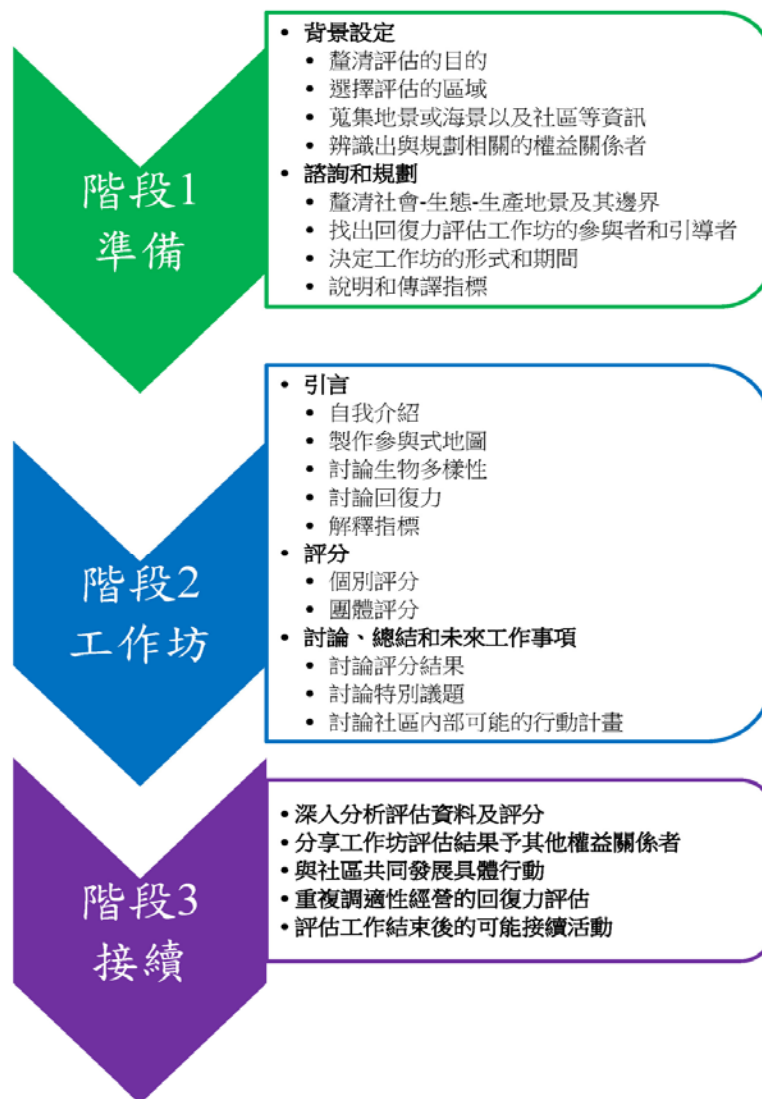 階段1
準備
• 背景設定
• 釐清評估的目的
• 選擇評估的區域
• 蒐集地景或海景以及社區等資訊
• 辨識出與規劃相關的權益關係者
• 諮詢和規劃
• 釐清社會-生態-生產地景及其邊界
• 找出回復力評估工作坊的參與者和引導者
• 決定工作坊的形式和期間
• 說明和傳譯指標
階段2
工作坊
• 引言
• 自我介紹
• 製作參與式地圖
• 討論生物多樣性
• 討論回復力
• 解釋指標
• 評分
• 個別評分
• 團體評分
• 討論、總結和未來工作事項
• 討論評分結果
• 討論特別議題
• 討論社區內部可能的行動計畫
階段3
接續
• 深入分析評估資料及評分
• 分享工作坊評估結果予其他權益關係者
• 與社區共同發展具體行動
• 重複調適性經營的回復力評估
• 評估工作結束後的可能接續活動